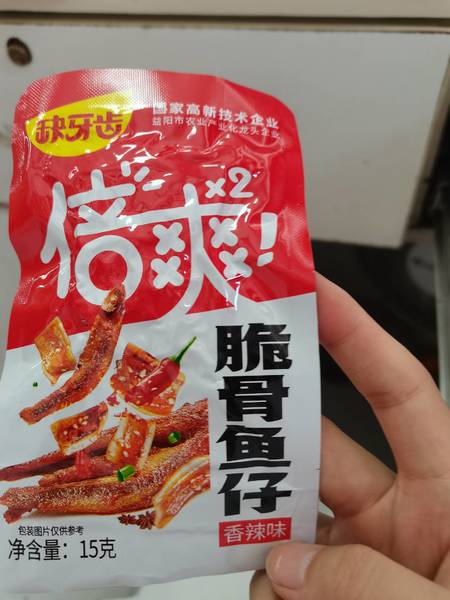 缺牙齿
国家高新技术企业
益阳市农业产业化龙头企业
倍爽x2!
脆骨鱼仔
香辣味
包装图片仅供参考
净含量：15克